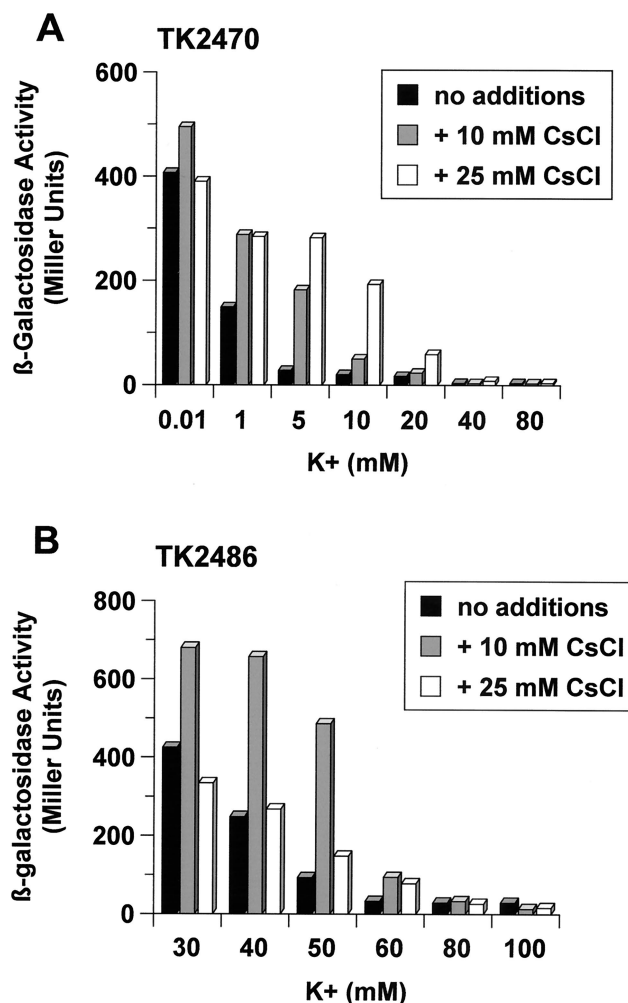 A
TK2470
ß-Galactosidase Activity
(Miller Units)
600
400
200
0
no additions
+ 10 mM CsCl
+ 25 mM CsCl
0.01 1 5 10 20 40 80
K+ (mM)
B
TK2486
ß-galactosidase Activity
(Miller Units)
800
600
400
200
0
no additions
+ 10 mM CsCl
+ 25 mM CsCl
30 40 50 60 80 100
K+ (mM)